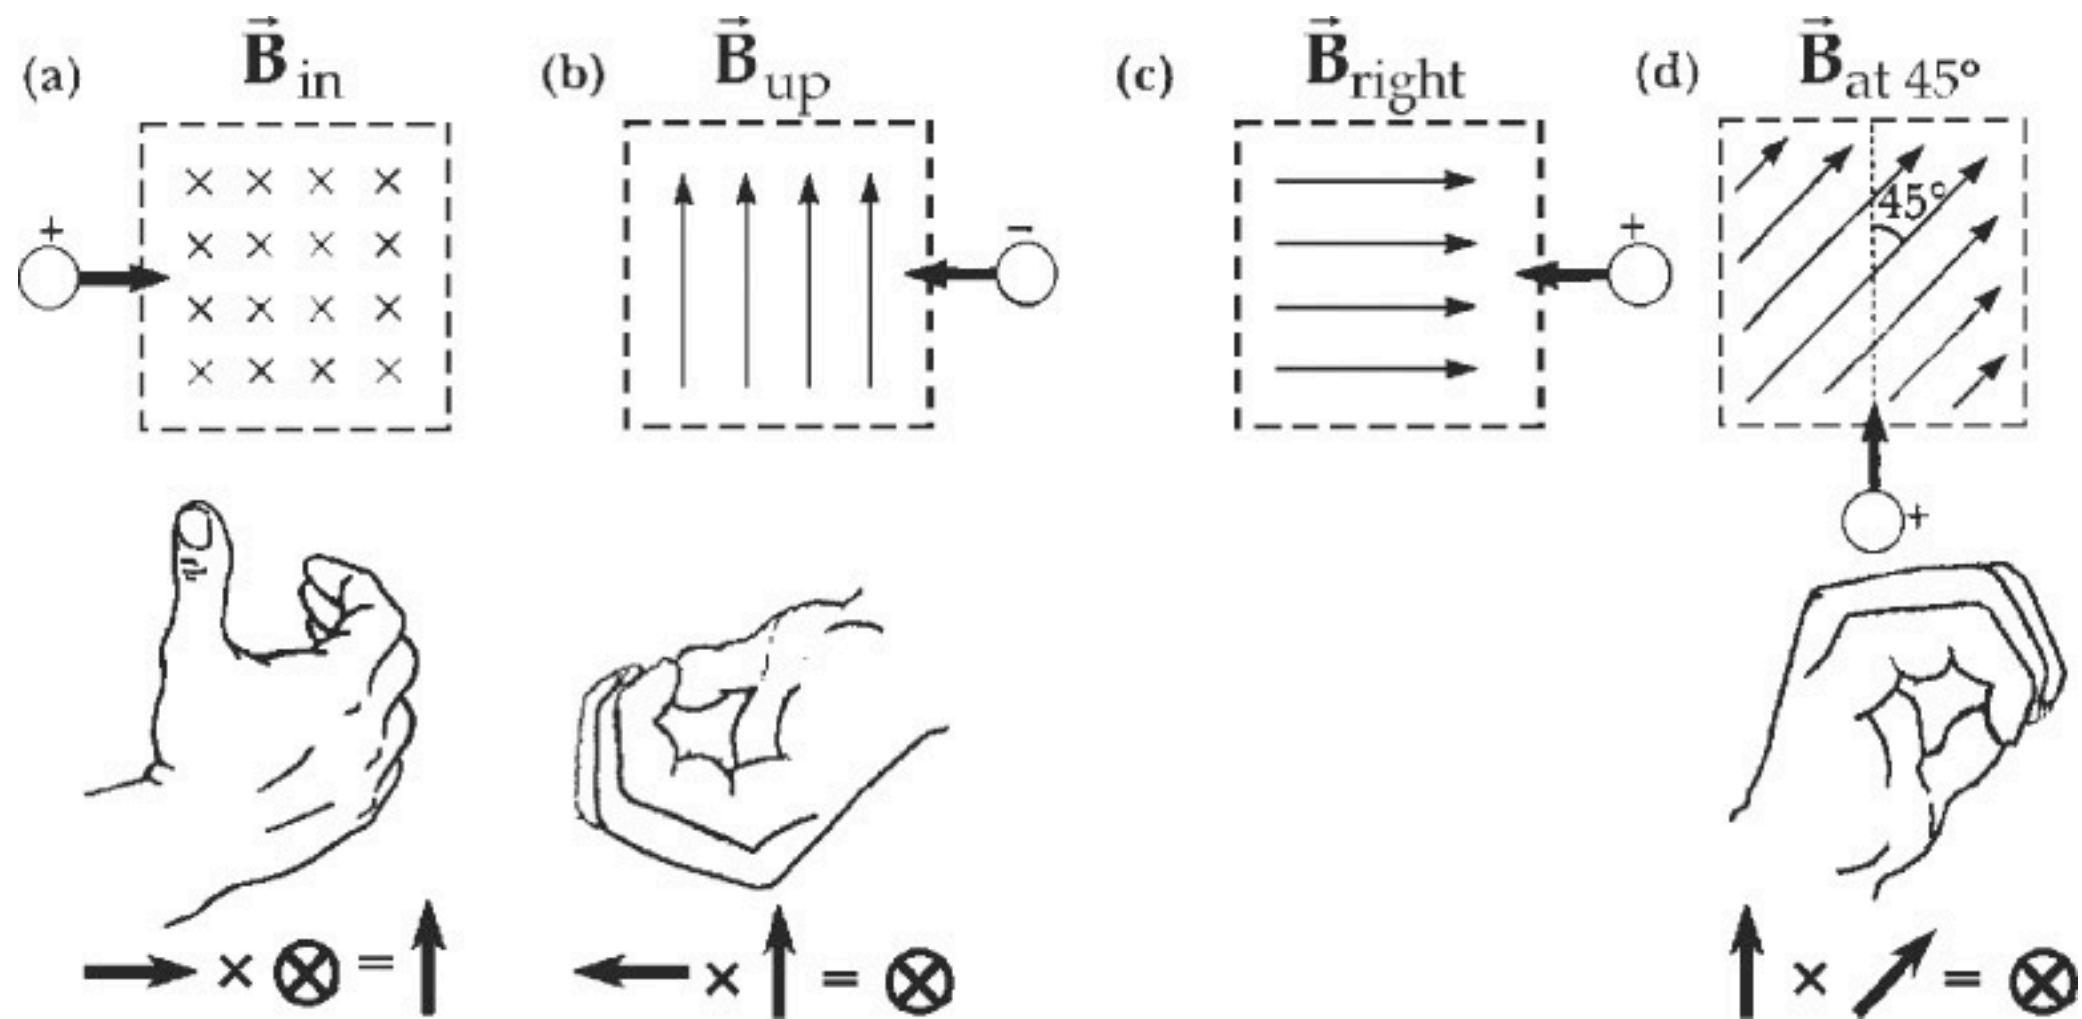 (a) B⃗ in
(b) B⃗ up
(c) B⃗ right
(d) B⃗ at 45°
+
-
+
45°
+
→ × ⊗ = ↑
← × ↑ = ⊗
↑ × ↗ = ⊗